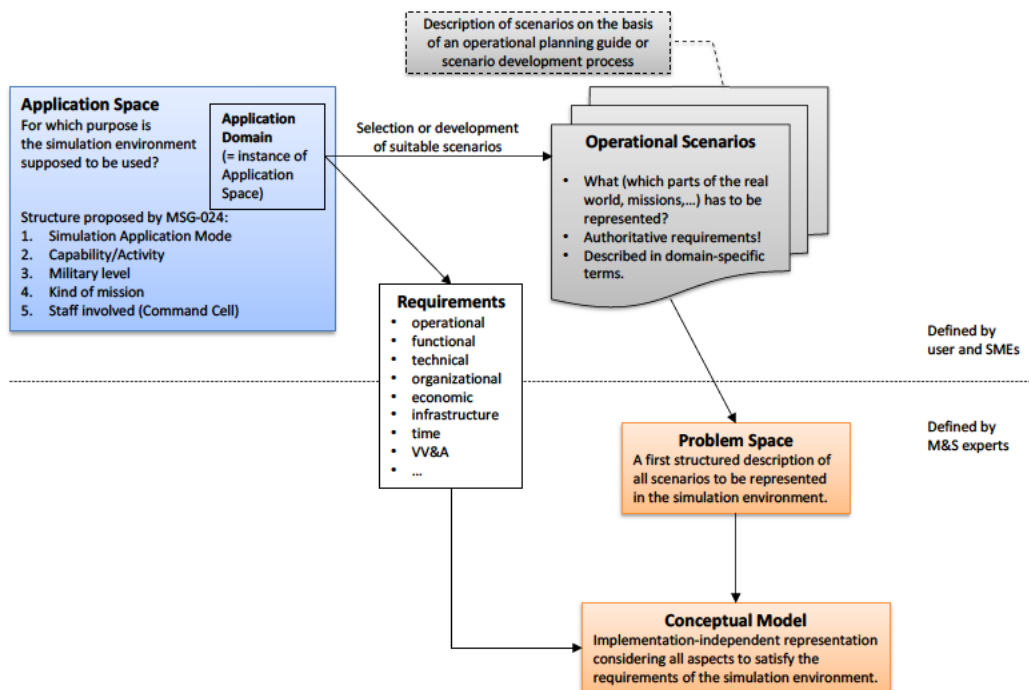 Description of scenarios on the basis
of an operational planning guide or
scenario development process
Application Space
For which purpose is
the simulation environment
supposed to be used?
Application
Domain
(= instance of
Application
Space)
Structure proposed by MSG-024:
1. Simulation Application Mode
2. Capability/Activity
3. Military level
4. Kind of mission
5. Staff involved (Command Cell)
Selection or development
of suitable scenarios
Operational Scenarios
• What (which parts of the real
world, missions,...) has to be
represented?
• Authoritative requirements!
• Described in domain-specific
terms.
Requirements
• operational
• functional
• technical
• organizational
• economic
• infrastructure
• time
• VV&A
• ...
Defined by
user and SMEs
Defined by
M&S experts
Problem Space
A first structured description of
all scenarios to be represented
in the simulation environment.
Conceptual Model
Implementation-independent representation
considering all aspects to satisfy the
requirements of the simulation environment.